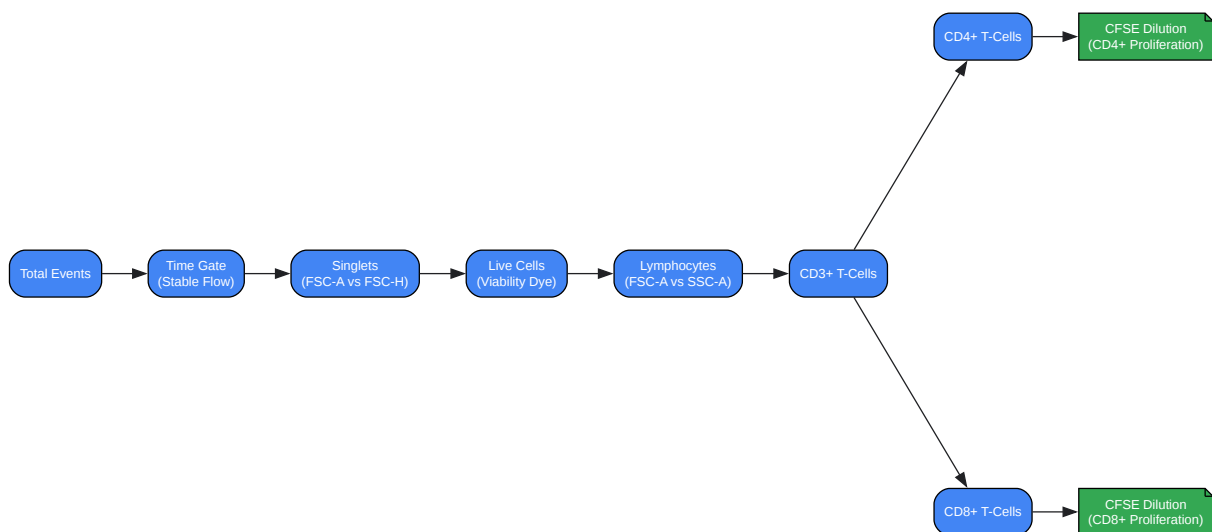 Total Events
Time Gate
(Stable Flow)
Singlets
(FSC-A vs FSC-H)
Live Cells
(Viability Dye)
Lymphocytes
(FSC-A vs SSC-A)
CD3+ T-Cells
CD4+ T-Cells
CFSE Dilution
(CD4+ Proliferation)
CD8+ T-Cells
CFSE Dilution
(CD8+ Proliferation)